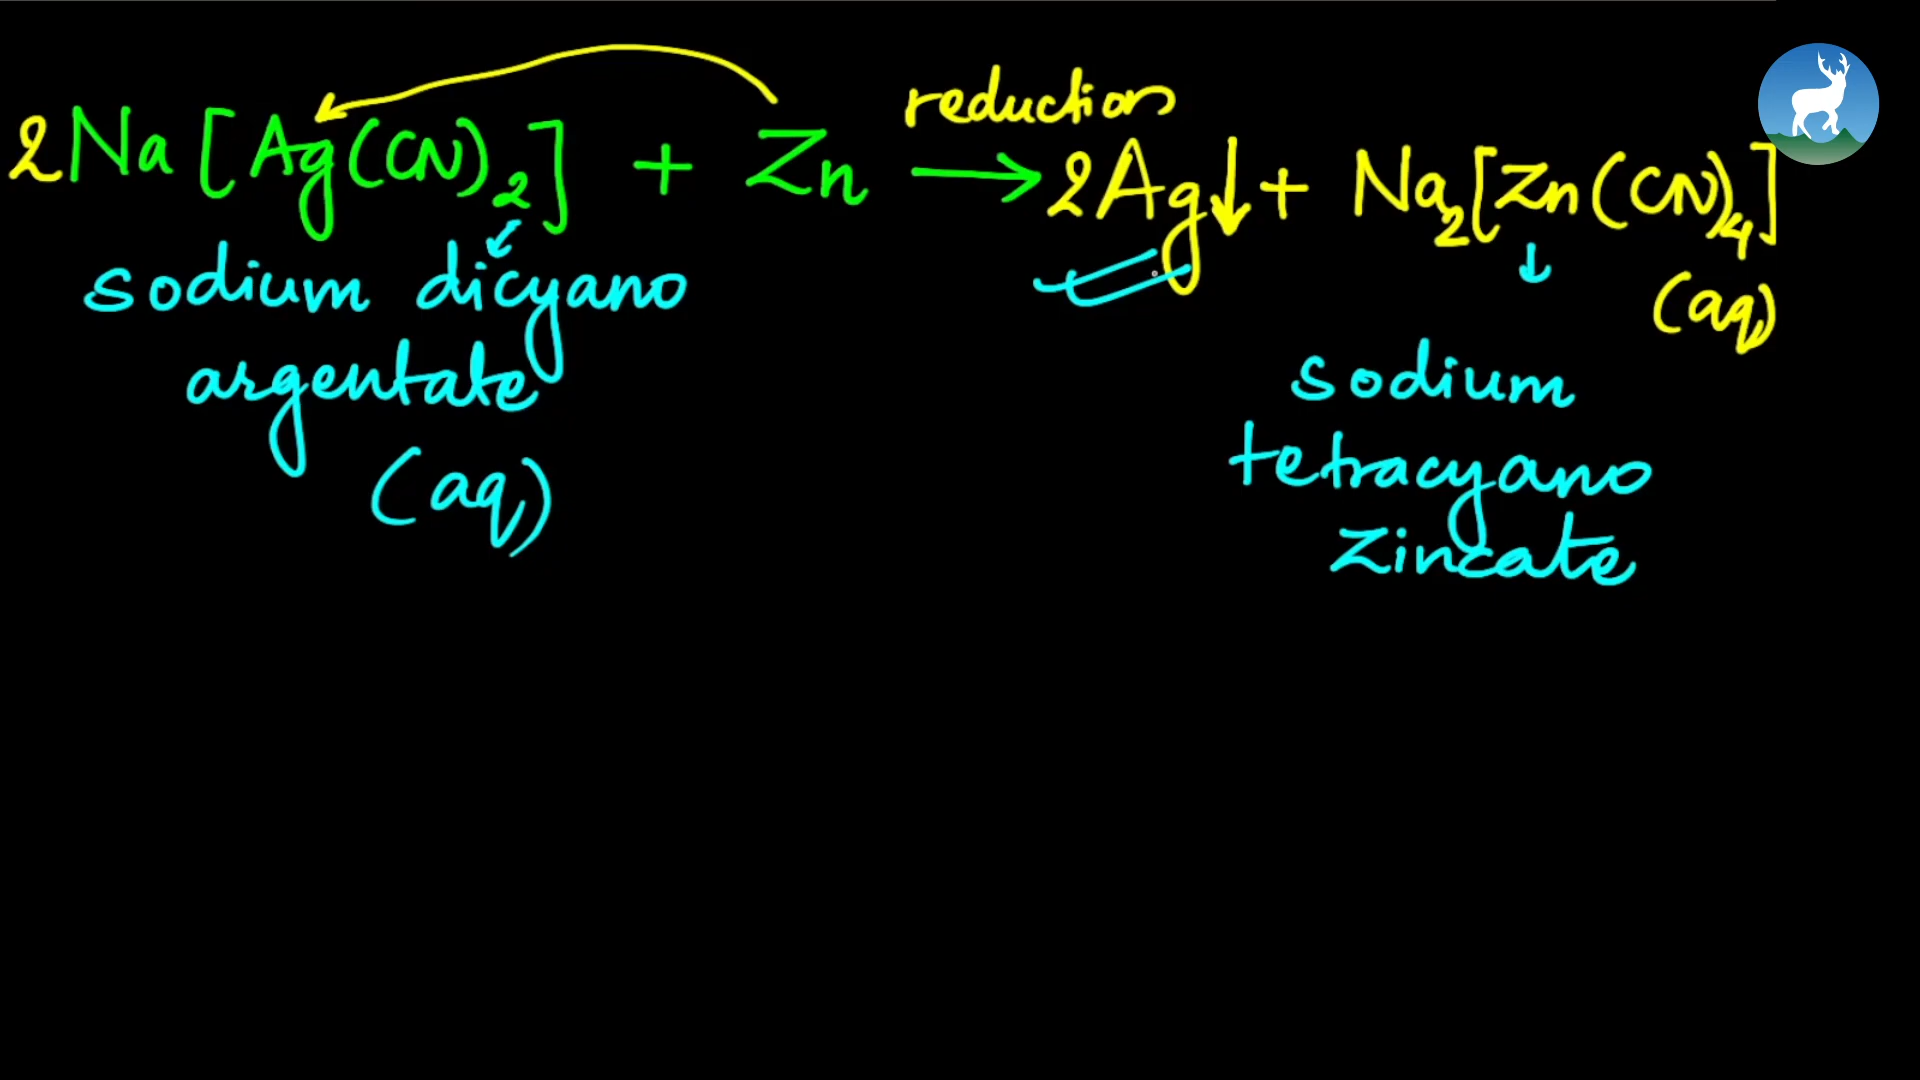 reduction
2Na[Ag(CN)₂] + Zn → 2Ag↓ + Na₂[Zn(CN)₄]
(aq)
sodium dicyano
argentate
(aq)
sodium
tetracyano
zincate